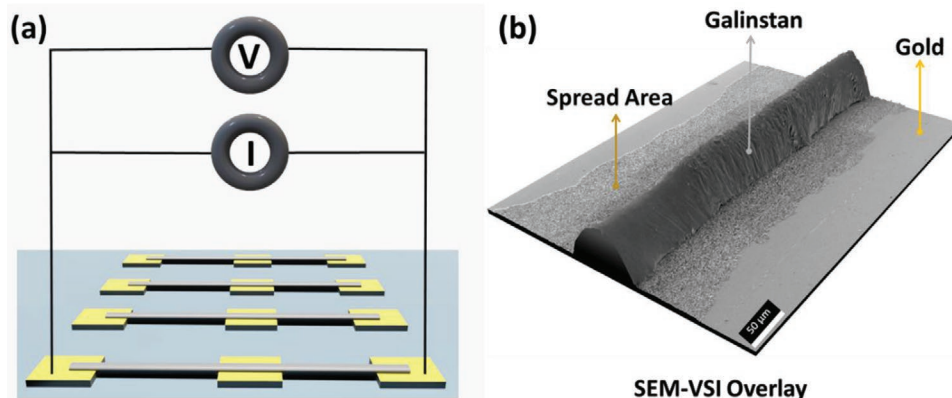 (a)
V
I
(b)
Galinstan
Gold
Spread Area
50 µm
SEM-VSI Overlay